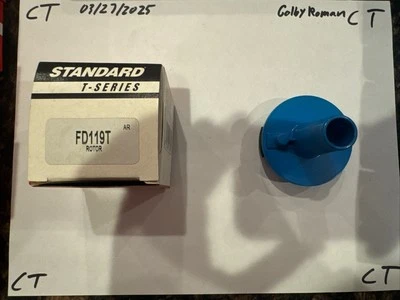 CT 03/27/2025 Colby Roman CT
STANDARD
T-SERIES
AR
FD119T
ROTOR
CT CT